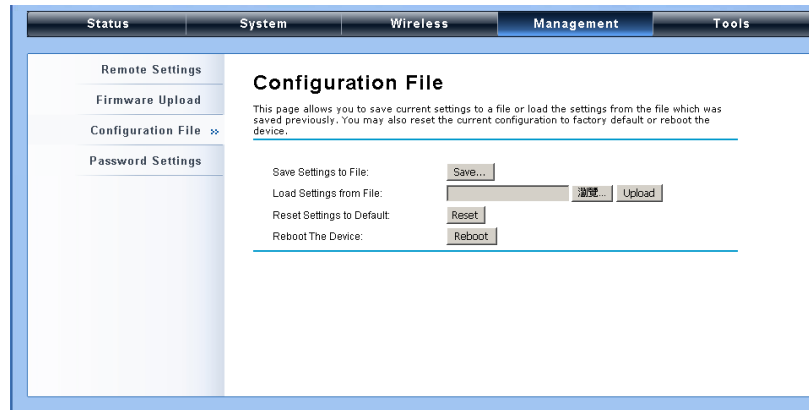 Status System Wireless Management Tools
Remote Settings
Firmware Upload
Configuration File »
Password Settings
Configuration File
This page allows you to save current settings to a file or load the settings from the file which was
saved previously. You may also reset the current configuration to factory default or reboot the
device.
Save Settings to File: Save...
Load Settings from File: 瀏覽... Upload
Reset Settings to Default: Reset
Reboot The Device: Reboot